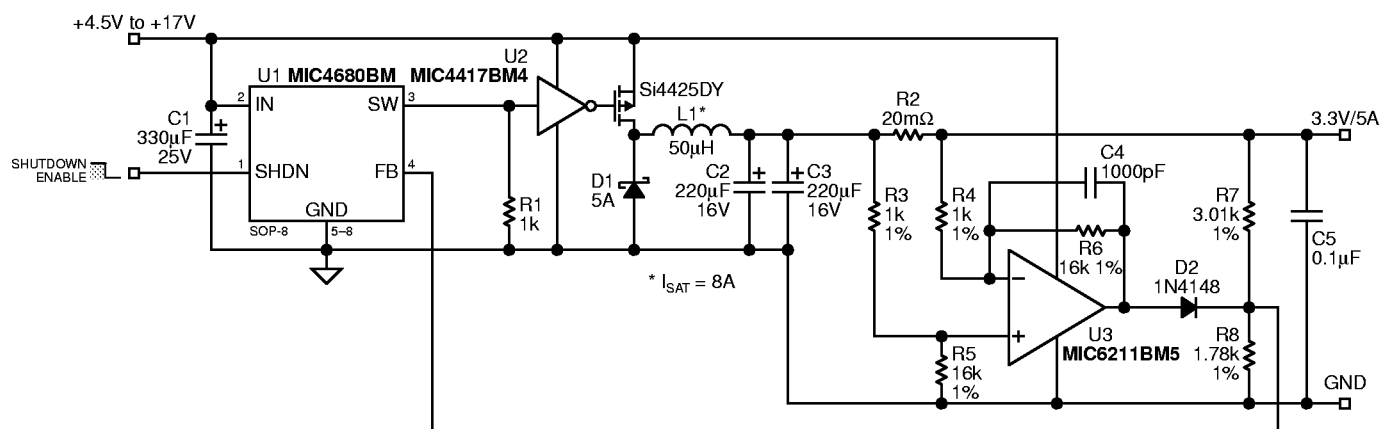 +4.5V to +17V
U1 MIC4680BM
MIC4417BM4
U2
Si4425DY
2
IN
SW
3
C1
+
330µF
25V
SHUTDOWN
ENABLE
1
SHDN
FB
4
GND
SOP-8
5–8
R1
1k
D1
5A
L1*
50µH
C2
220µF
16V
+
C3
220µF
16V
+
* ISAT = 8A
R2
20mΩ
R3
1k
1%
R4
1k
1%
C4
1000pF
R6
16k 1%
R5
16k
1%
−
+
U3
MIC6211BM5
D2
1N4148
R7
3.01k
1%
R8
1.78k
1%
C5
0.1µF
3.3V/5A
GND